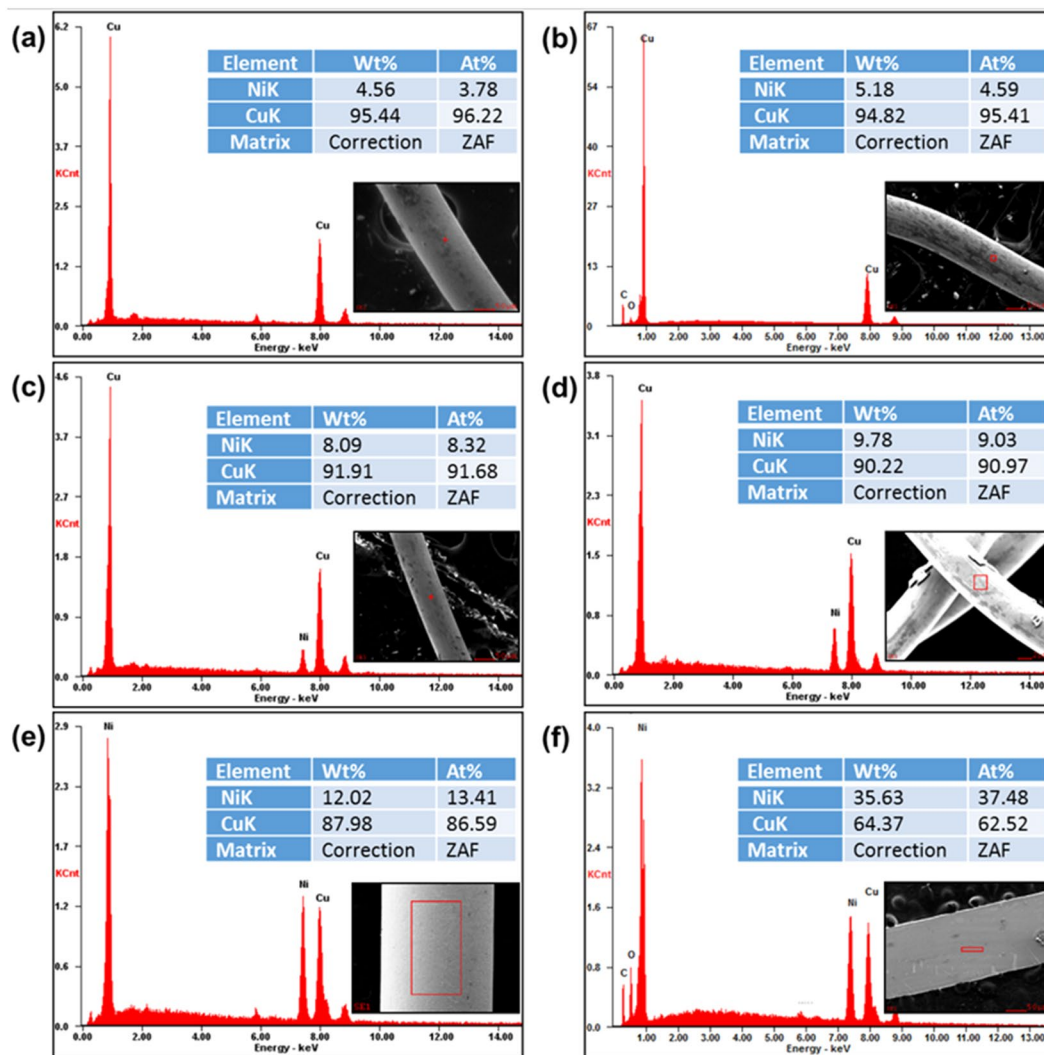 (a)
6.2
5.0
3.7
KCnt
2.5
1.2
0.0
Cu
Cu
Element Wt% At%
NiK 4.56 3.78
CuK 95.44 96.22
Matrix Correction ZAF
0.00 2.00 4.00 6.00 8.00 10.00 12.00 14.00
Energy - keV
(b)
67
54
40
KCnt
27
13
0
Cu
C
O
Cu
Element Wt% At%
NiK 5.18 4.59
CuK 94.82 95.41
Matrix Correction ZAF
1.00 2.00 3.00 4.00 5.00 6.00 7.00 8.00 9.00 10.00 11.00 12.00 13.00 14.00
Energy - keV
(c)
4.6
3.7
2.7
KCnt
1.8
0.9
0.0
Cu
Ni
Cu
Element Wt% At%
NiK 8.09 8.32
CuK 91.91 91.68
Matrix Correction ZAF
0.00 2.00 4.00 6.00 8.00 10.00 12.00 14.00
Energy - keV
(d)
3.8
3.1
2.3
KCnt
1.5
0.8
0.0
Cu
Ni
Cu
Element Wt% At%
NiK 9.78 9.03
CuK 90.22 90.97
Matrix Correction ZAF
0.00 2.00 4.00 6.00 8.00 10.00 12.00 14.00
Energy - keV
(e)
2.9
2.3
1.7
KCnt
1.2
0.6
0.0
Ni
Ni
Cu
Element Wt% At%
NiK 12.02 13.41
CuK 87.98 86.59
Matrix Correction ZAF
SE1
0.00 2.00 4.00 6.00 8.00 10.00 12.00 14.00
Energy - keV
(f)
4.0
3.2
2.4
KCnt
1.6
0.8
0.0
Ni
C
O
Ni
Cu
Element Wt% At%
NiK 35.63 37.48
CuK 64.37 62.52
Matrix Correction ZAF
0.00 1.00 2.00 3.00 4.00 5.00 6.00 7.00 8.00 9.00 10.00 11.00 12.00 13.00 14.00
Energy - keV